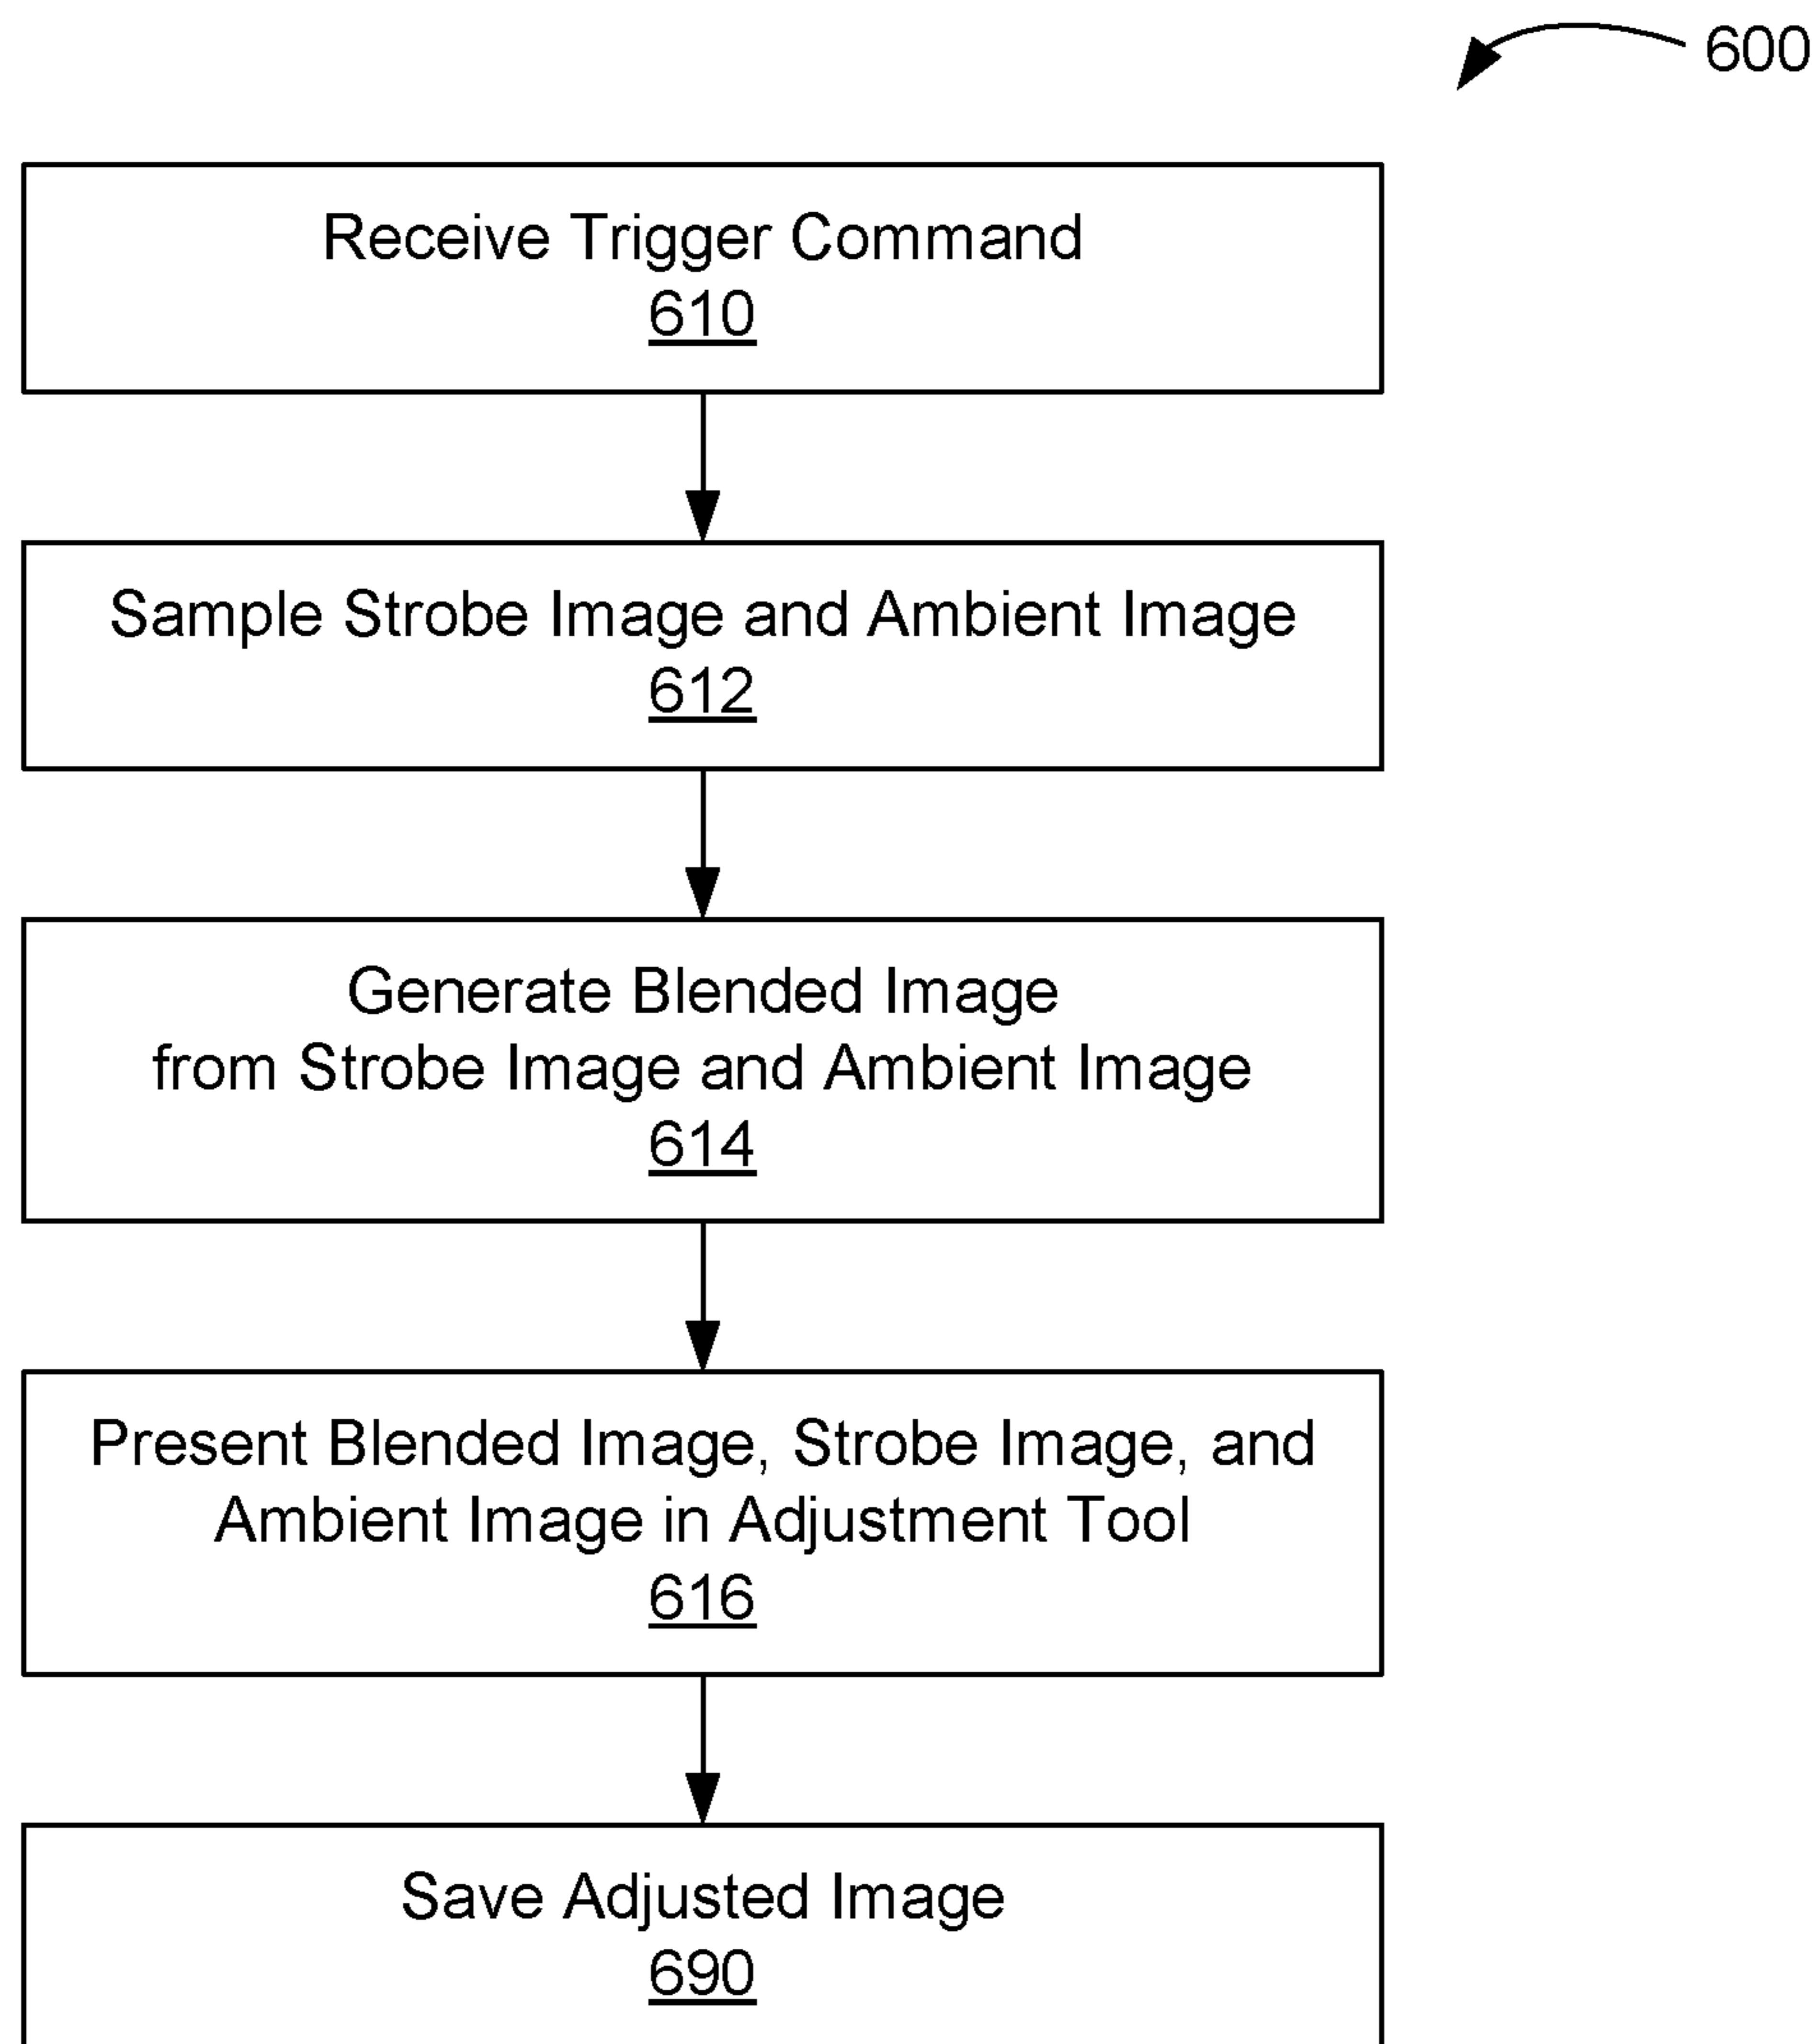 600
Receive Trigger Command
610
Sample Strobe Image and Ambient Image
612
Generate Blended Image
from Strobe Image and Ambient Image
614
Present Blended Image, Strobe Image, and
Ambient Image in Adjustment Tool
616
Save Adjusted Image
690